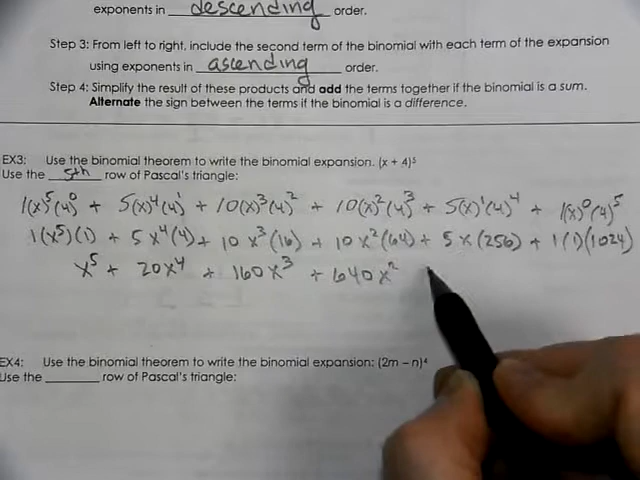 exponents in descending order.
Step 3: From left to right, include the second term of the binomial with each term of the expansion
using exponents in ascending order.
Step 4: Simplify the result of these products and add the terms together if the binomial is a sum.
Alternate the sign between the terms if the binomial is a difference.
EX3: Use the binomial theorem to write the binomial expansion. (x + 4)⁵
Use the 5th row of Pascal's triangle:
1(x)⁵(4)⁰ + 5(x)⁴(4)¹ + 10(x)³(4)² + 10(x)²(4)³ + 5(x)¹(4)⁴ + 1(x)⁰(4)⁵
1(x⁵)(1) + 5x⁴(4) + 10x³(16) + 10x²(64) + 5x(256) + 1(1)(1024)
x⁵ + 20x⁴ + 160x³ + 640x²
EX4: Use the binomial theorem to write the binomial expansion: (2m – n)⁴
Use the ______ row of Pascal's triangle: